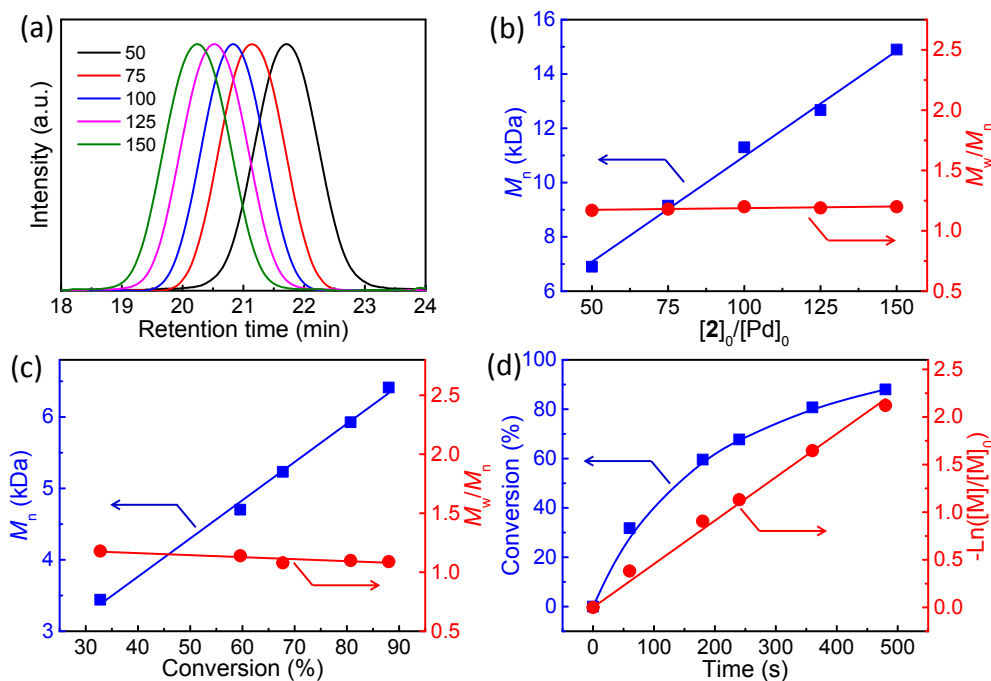 (a)
50
75
100
125
150
Intensity (a.u.)
18 19 20 21 22 23 24
Retention time (min)
(b)
16
14
12
10
8
6
Mn (kDa)
2.5
2.0
1.5
1.0
0.5
Mw/Mn
50 75 100 125 150
[2]0/[Pd]0
(c)
6
5
4
3
Mn (kDa)
2.5
2.0
1.5
1.0
0.5
Mw/Mn
30 40 50 60 70 80 90
Conversion (%)
(d)
100
80
60
40
20
0
Conversion (%)
2.5
2.0
1.5
1.0
0.5
0.0
-Ln([M]/[M]0)
0 100 200 300 400 500
Time (s)